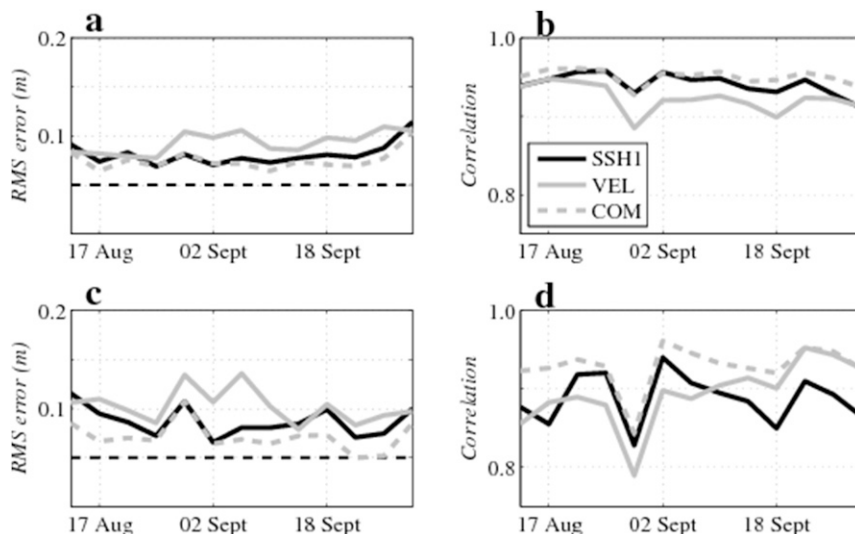 a
0.2
0.1
RMS error (m)
17 Aug 02 Sept 18 Sept
b
1.0
0.9
0.8
Correlation
SSH1
VEL
COM
17 Aug 02 Sept 18 Sept
c
0.2
0.1
RMS error (m)
17 Aug 02 Sept 18 Sept
d
1.0
0.8
Correlation
17 Aug 02 Sept 18 Sept